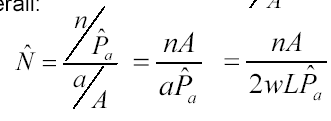 erall: / A
N̂ = (n / P̂ₐ) / (a / A) = nA / aP̂ₐ = nA / 2wLP̂ₐ